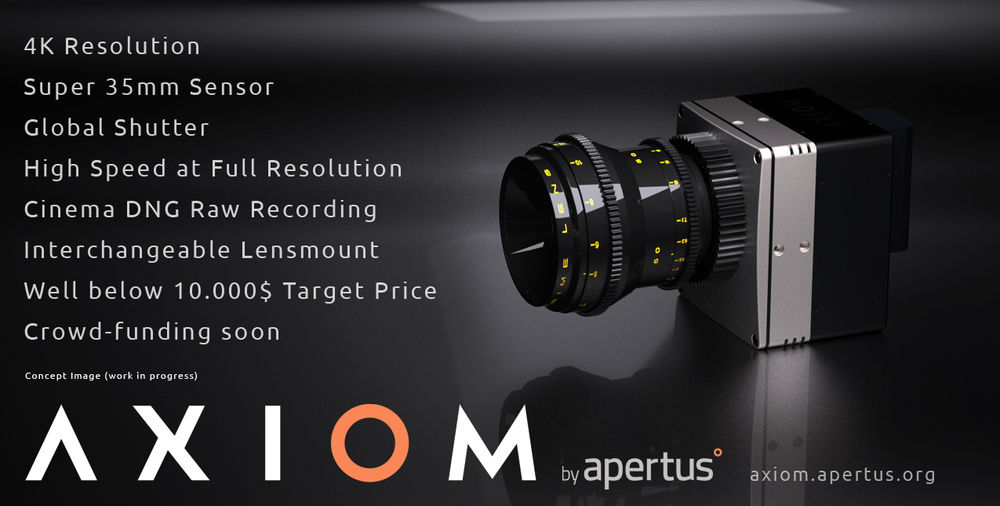 4K Resolution
Super 35mm Sensor
Global Shutter
High Speed at Full Resolution
Cinema DNG Raw Recording
Interchangeable Lensmount
Well below 10.000$ Target Price
Crowd-funding soon
Concept Image (work in progress)
AXIOM
by apertus°
axiom.apertus.org